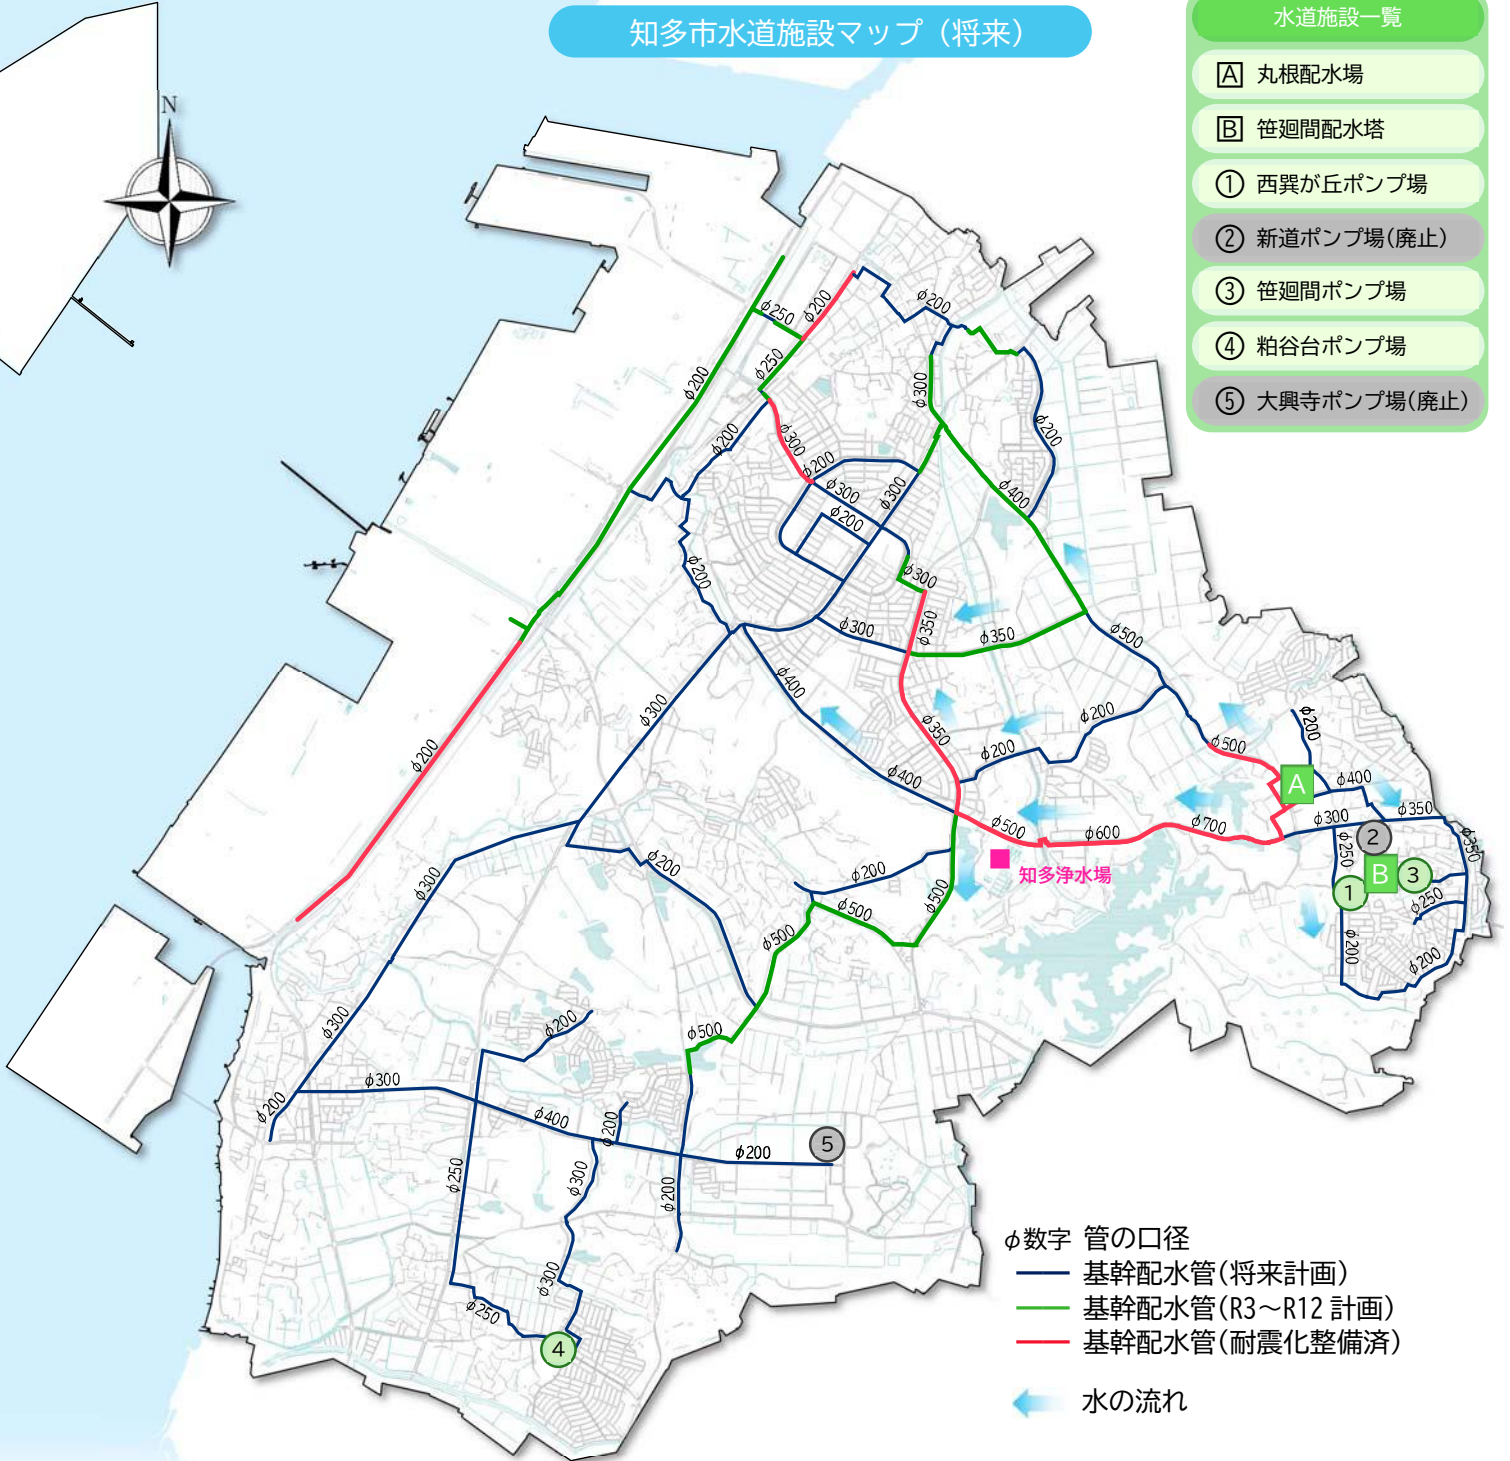 知多市水道施設マップ（将来）
水道施設一覧
A 丸根配水場
B 笹廻間配水塔
① 西巽が丘ポンプ場
② 新道ポンプ場(廃止)
③ 笹廻間ポンプ場
④ 粕谷台ポンプ場
⑤ 大興寺ポンプ場(廃止)
N
φ250
φ200
φ200
φ250
φ200
φ300
φ200
φ200
φ300
φ200
φ300
φ300
φ200
φ400
φ200
φ300
φ350
φ300
φ350
φ500
φ400
φ300
φ200
φ350
φ200
φ200
φ500
φ200
A
φ400
φ400
φ500
φ600
φ700
φ300
φ350
φ350
②
φ250
B
③
①
φ250
φ200
φ200
知多浄水場
φ200
φ300
φ200
φ500
φ500
φ500
φ500
φ300
φ200
φ300
φ200
φ400
φ200
φ200
⑤
φ250
φ300
φ200
φ300
φ250
④
φ数字 管の口径
基幹配水管(将来計画)
基幹配水管(R3～R12計画)
基幹配水管(耐震化整備済)
水の流れ